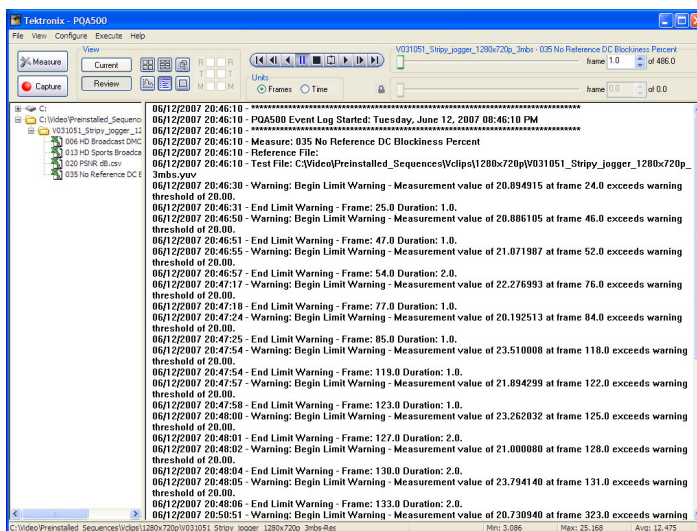 Tektronix - PQA500
File View Configure Execute Help
Measure
Capture
View
Current
Review
R R
T T
M M
Units
Frames Time
V031051_Stripy_jogger_1280x720p_3mbs - 035 No Reference DC Blockiness Percent
frame 1.0 of 486.0
frame 0.0 of 0.0
C:
C:\Video\Preinstalled_Sequenc
V031051_Stripy_jogger_12
006 HD Broadcast DMC
013 HD Sports Broadca
020 PSNR dB.csv
035 No Reference DC E
06/12/2007 20:46:10 - ******************************************************************************
06/12/2007 20:46:10 - PQA500 Event Log Started: Tuesday, June 12, 2007 08:46:10 PM
06/12/2007 20:46:10 - ******************************************************************************
06/12/2007 20:46:10 - Measure: 035 No Reference DC Blockiness Percent
06/12/2007 20:46:10 - Reference File:
06/12/2007 20:46:10 - Test File: C:\Video\Preinstalled_Sequences\Vclips\1280x720p\V031051_Stripy_jogger_1280x720p_
3mbs.yuv
06/12/2007 20:46:30 - Warning: Begin Limit Warning - Measurement value of 20.894915 at frame 24.0 exceeds warning
threshold of 20.00.
06/12/2007 20:46:31 - End Limit Warning - Frame: 25.0 Duration: 1.0.
06/12/2007 20:46:50 - Warning: Begin Limit Warning - Measurement value of 20.886105 at frame 46.0 exceeds warning
threshold of 20.00.
06/12/2007 20:46:51 - End Limit Warning - Frame: 47.0 Duration: 1.0.
06/12/2007 20:46:55 - Warning: Begin Limit Warning - Measurement value of 21.071987 at frame 52.0 exceeds warning
threshold of 20.00.
06/12/2007 20:46:57 - End Limit Warning - Frame: 54.0 Duration: 2.0.
06/12/2007 20:47:17 - Warning: Begin Limit Warning - Measurement value of 22.276993 at frame 76.0 exceeds warning
threshold of 20.00.
06/12/2007 20:47:18 - End Limit Warning - Frame: 77.0 Duration: 1.0.
06/12/2007 20:47:24 - Warning: Begin Limit Warning - Measurement value of 20.192513 at frame 84.0 exceeds warning
threshold of 20.00.
06/12/2007 20:47:25 - End Limit Warning - Frame: 85.0 Duration: 1.0.
06/12/2007 20:47:54 - Warning: Begin Limit Warning - Measurement value of 23.510008 at frame 118.0 exceeds warning
threshold of 20.00.
06/12/2007 20:47:54 - End Limit Warning - Frame: 119.0 Duration: 1.0.
06/12/2007 20:47:57 - Warning: Begin Limit Warning - Measurement value of 21.894299 at frame 122.0 exceeds warning
threshold of 20.00.
06/12/2007 20:47:58 - End Limit Warning - Frame: 123.0 Duration: 1.0.
06/12/2007 20:48:00 - Warning: Begin Limit Warning - Measurement value of 23.262032 at frame 125.0 exceeds warning
threshold of 20.00.
06/12/2007 20:48:01 - End Limit Warning - Frame: 127.0 Duration: 2.0.
06/12/2007 20:48:02 - Warning: Begin Limit Warning - Measurement value of 21.000080 at frame 128.0 exceeds warning
threshold of 20.00.
06/12/2007 20:48:04 - End Limit Warning - Frame: 130.0 Duration: 2.0.
06/12/2007 20:48:05 - Warning: Begin Limit Warning - Measurement value of 23.794140 at frame 131.0 exceeds warning
threshold of 20.00.
06/12/2007 20:48:06 - End Limit Warning - Frame: 133.0 Duration: 2.0.
06/12/2007 20:50:51 - Warning: Begin Limit Warning - Measurement value of 20.730940 at frame 323.0 exceeds warning
C:\Video\Preinstalled_Sequences\Vclips\1280x720p\V031051_Stripy_jogger_1280x720p_3mbs-Res
Min: 3.086 Max: 25.168 Avg: 12.475